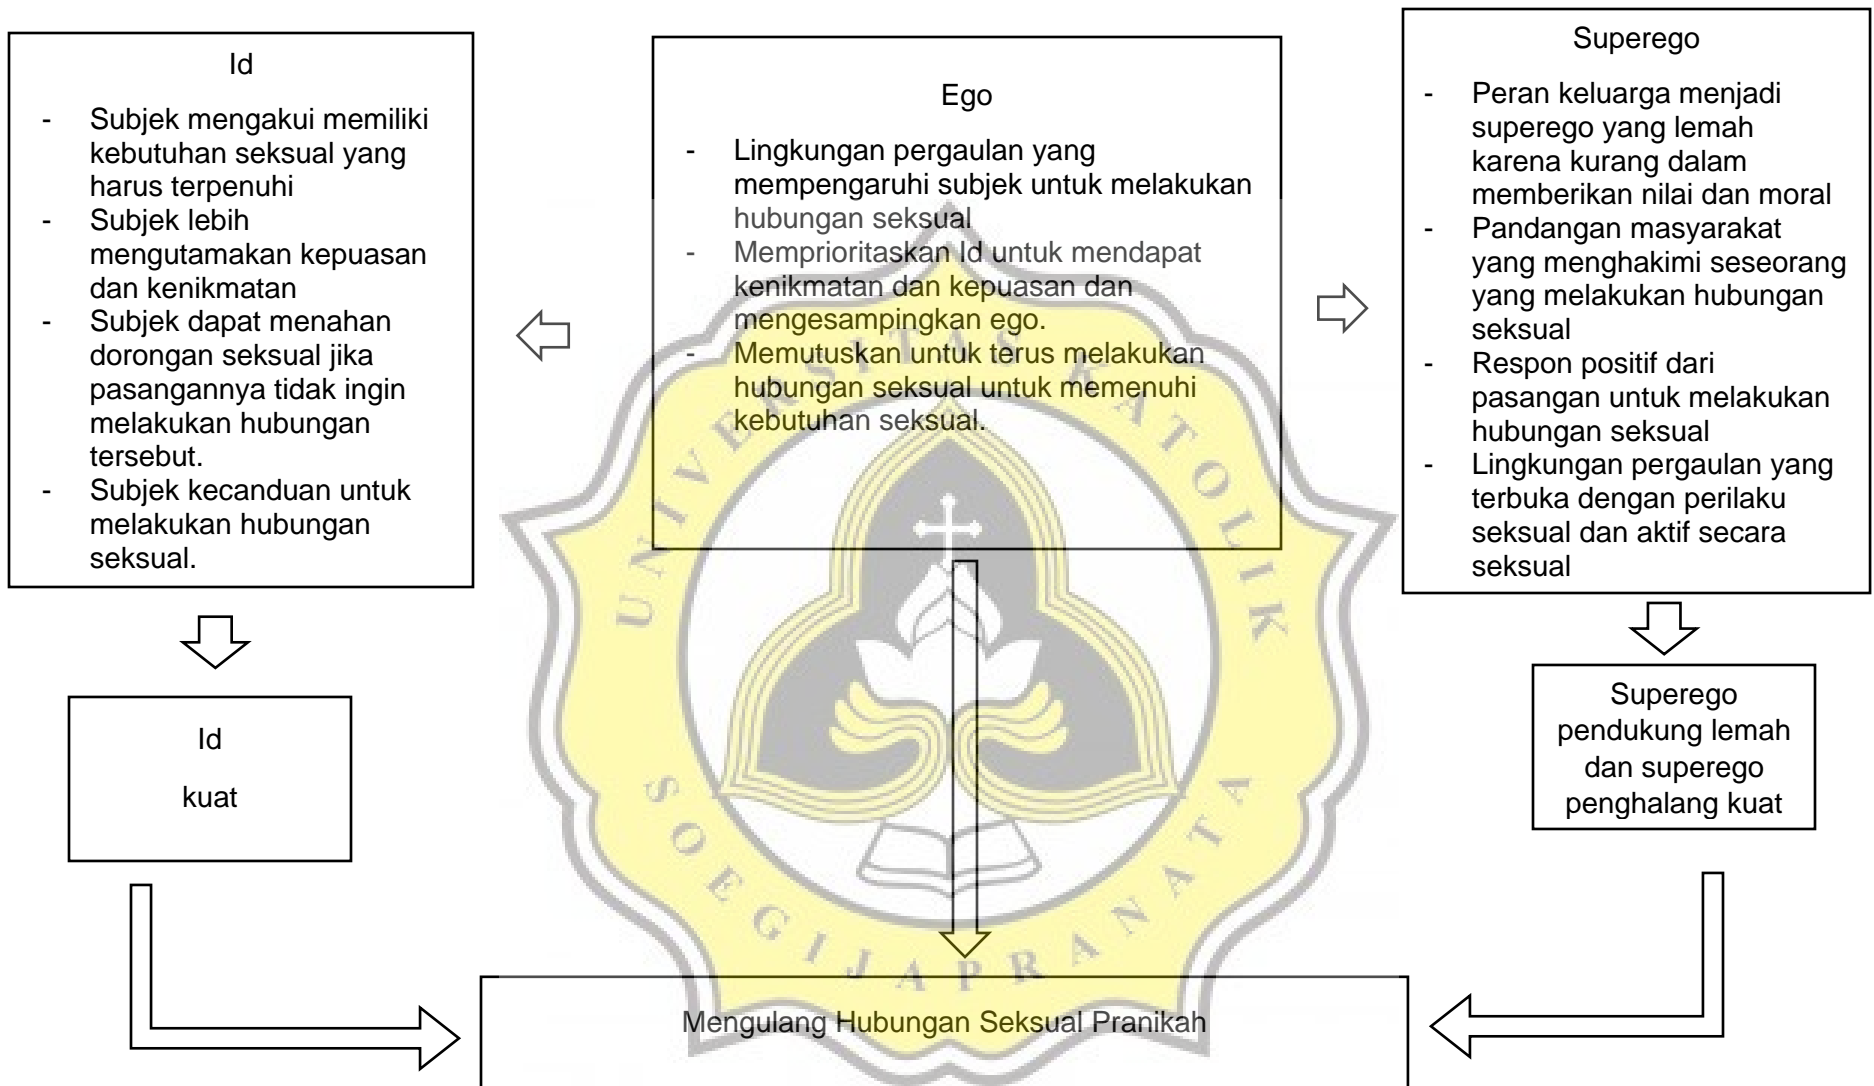 Id
- Subjek mengakui memiliki
kebutuhan seksual yang
harus terpenuhi
- Subjek lebih
mengutamakan kepuasan
dan kenikmatan
- Subjek dapat menahan
dorongan seksual jika
pasangannya tidak ingin
melakukan hubungan
tersebut.
- Subjek kecanduan untuk
melakukan hubungan
seksual.
Ego
- Lingkungan pergaulan yang
mempengaruhi subjek untuk melakukan
hubungan seksual
- Memprioritaskan Id untuk mendapat
kenikmatan dan kepuasan dan
mengesampingkan ego.
- Memutuskan untuk terus melakukan
hubungan seksual untuk memenuhi
kebutuhan seksual.
Superego
- Peran keluarga menjadi
superego yang lemah
karena kurang dalam
memberikan nilai dan moral
- Pandangan masyarakat
yang menghakimi seseorang
yang melakukan hubungan
seksual
- Respon positif dari
pasangan untuk melakukan
hubungan seksual
- Lingkungan pergaulan yang
terbuka dengan perilaku
seksual dan aktif secara
seksual
Id
kuat
Superego
pendukung lemah
dan superego
penghalang kuat
Mengulang Hubungan Seksual Pranikah
UNIVERSITAS KATOLIK
SOEGIJAPRANATA